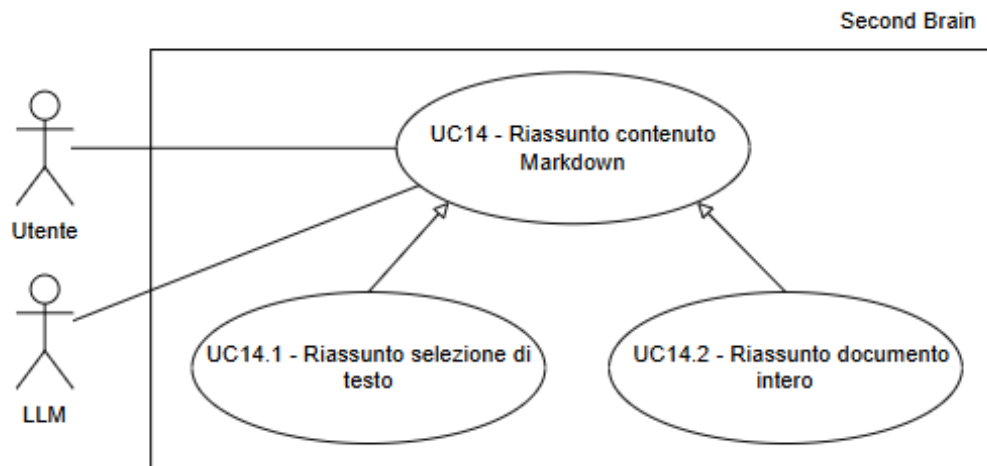 Second Brain
UC14 - Riassunto contenuto
Markdown
Utente
UC14.1 - Riassunto selezione di
testo
UC14.2 - Riassunto documento
intero
LLM